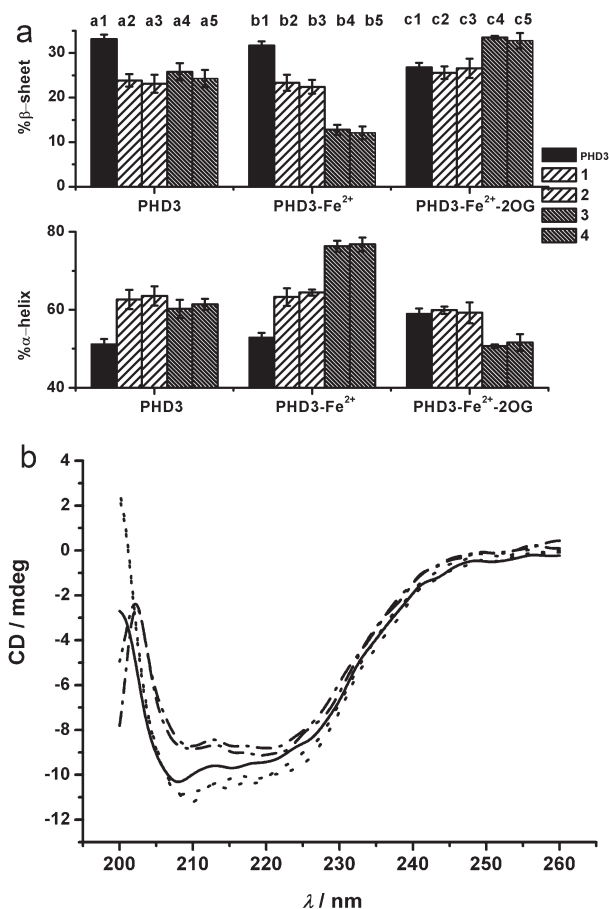 a
a1 a2 a3 a4 a5 b1 b2 b3 b4 b5 c1 c2 c3 c4 c5
%β-sheet
30
20
10
0
PHD3 PHD3-Fe²⁺ PHD3-Fe²⁺-2OG
PHD3
1
2
3
4
%α-helix
80
60
40
PHD3 PHD3-Fe²⁺ PHD3-Fe²⁺-2OG
b
CD / mdeg
4
2
0
-2
-4
-6
-8
-10
-12
200 210 220 230 240 250 260
λ / nm